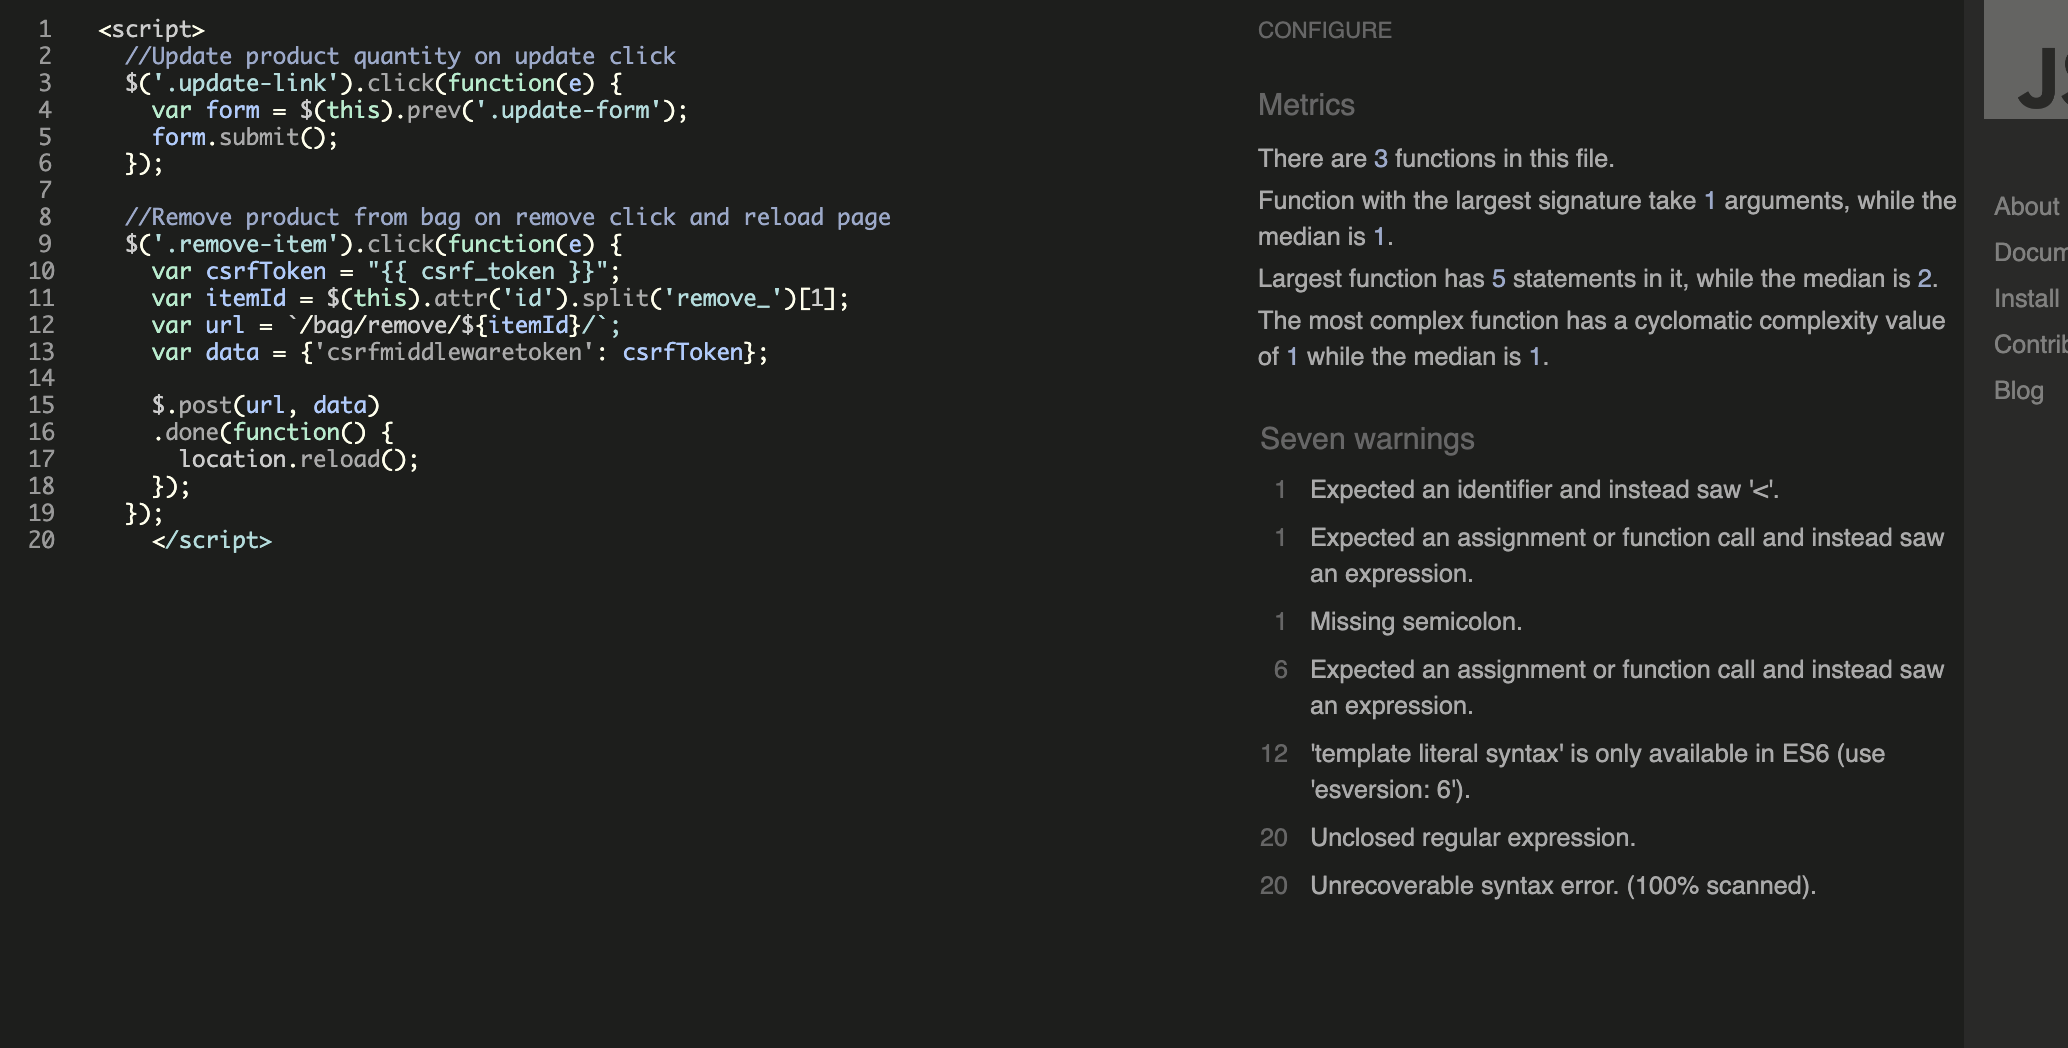 1 <script>
2 //Update product quantity on update click
3 $('.update-link').click(function(e) {
4 var form = $(this).prev('.update-form');
5 form.submit();
6 });
7
8 //Remove product from bag on remove click and reload page
9 $('.remove-item').click(function(e) {
10 var csrfToken = "{{ csrf_token }}";
11 var itemId = $(this).attr('id').split('remove_')[1];
12 var url = `/bag/remove/${itemId}/`;
13 var data = {'csrfmiddlewaretoken': csrfToken};
14
15 $.post(url, data)
16 .done(function() {
17 location.reload();
18 });
19 });
20 </script>
CONFIGURE
Metrics
There are 3 functions in this file.
Function with the largest signature take 1 arguments, while the
median is 1.
Largest function has 5 statements in it, while the median is 2.
The most complex function has a cyclomatic complexity value
of 1 while the median is 1.
Seven warnings
1 Expected an identifier and instead saw '<'.
1 Expected an assignment or function call and instead saw
an expression.
1 Missing semicolon.
6 Expected an assignment or function call and instead saw
an expression.
12 'template literal syntax' is only available in ES6 (use
'esversion: 6').
20 Unclosed regular expression.
20 Unrecoverable syntax error. (100% scanned).
JS
About
Docum
Install
Contrib
Blog